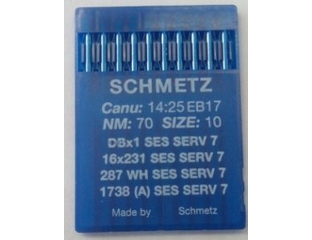 SCHMETZ
Canu: 14:25 EB17
NM: 70 SIZE: 10
DBx1 SES SERV 7
16x231 SES SERV 7
287 WH SES SERV 7
1738 (A) SES SERV 7
Made by Schmetz